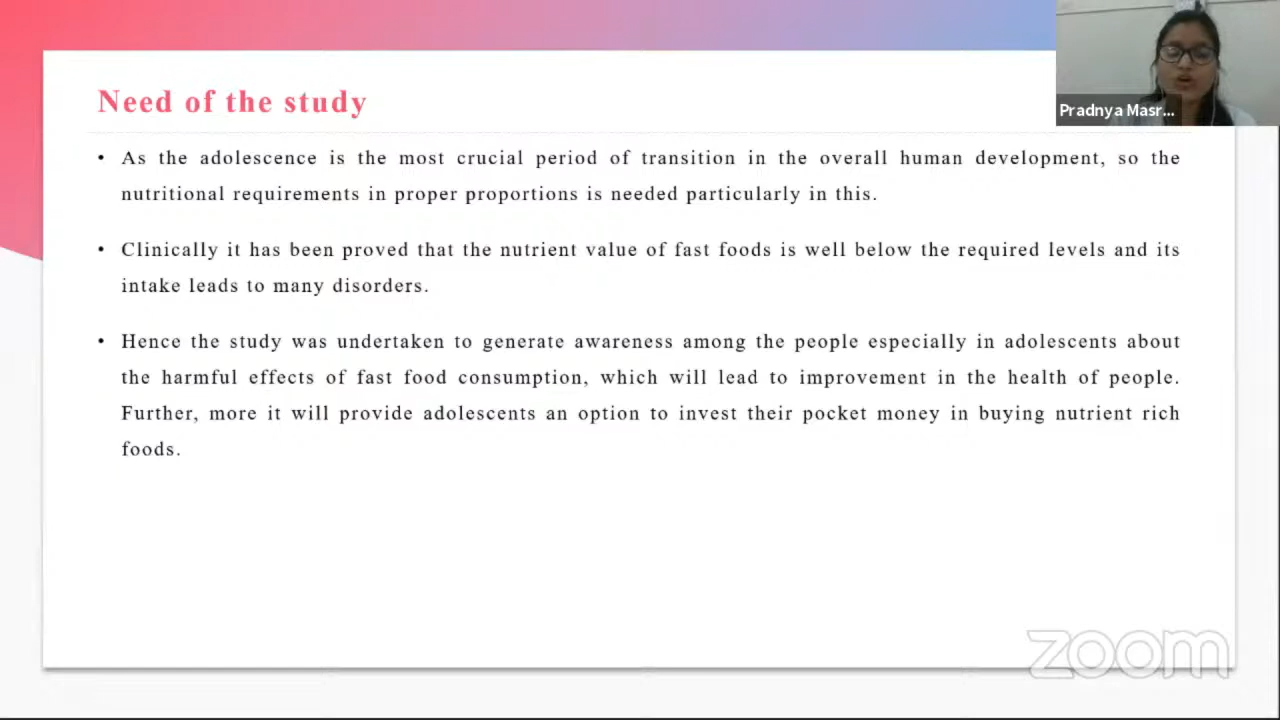 Need of the study
Pradnya Masr...
• As the adolescence is the most crucial period of transition in the overall human development, so the
nutritional requirements in proper proportions is needed particularly in this.
• Clinically it has been proved that the nutrient value of fast foods is well below the required levels and its
intake leads to many disorders.
• Hence the study was undertaken to generate awareness among the people especially in adolescents about
the harmful effects of fast food consumption, which will lead to improvement in the health of people.
Further, more it will provide adolescents an option to invest their pocket money in buying nutrient rich
foods.
zoom